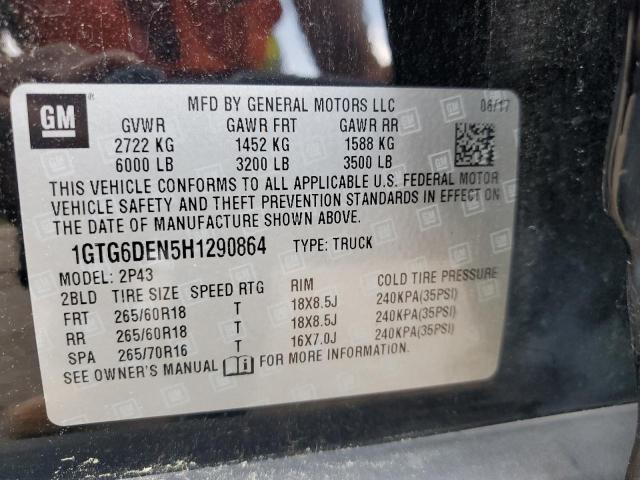 GM ® MFD BY GENERAL MOTORS LLC 06/17
GVWR GAWR FRT GAWR RR
2722 KG 1452 KG 1588 KG
6000 LB 3200 LB 3500 LB
THIS VEHICLE CONFORMS TO ALL APPLICABLE U.S. FEDERAL MOTOR
VEHICLE SAFETY AND THEFT PREVENTION STANDARDS IN EFFECT ON
THE DATE OF MANUFACTURE SHOWN ABOVE.
1GTG6DEN5H1290864 TYPE: TRUCK
MODEL: 2P43
2BLD TIRE SIZE SPEED RTG RIM COLD TIRE PRESSURE
FRT 265/60R18 T 18X8.5J 240KPA(35PSI)
RR 265/60R18 T 18X8.5J 240KPA(35PSI)
SPA 265/70R16 T 16X7.0J 240KPA(35PSI)
SEE OWNER'S MANUAL i FOR MORE INFORMATION.